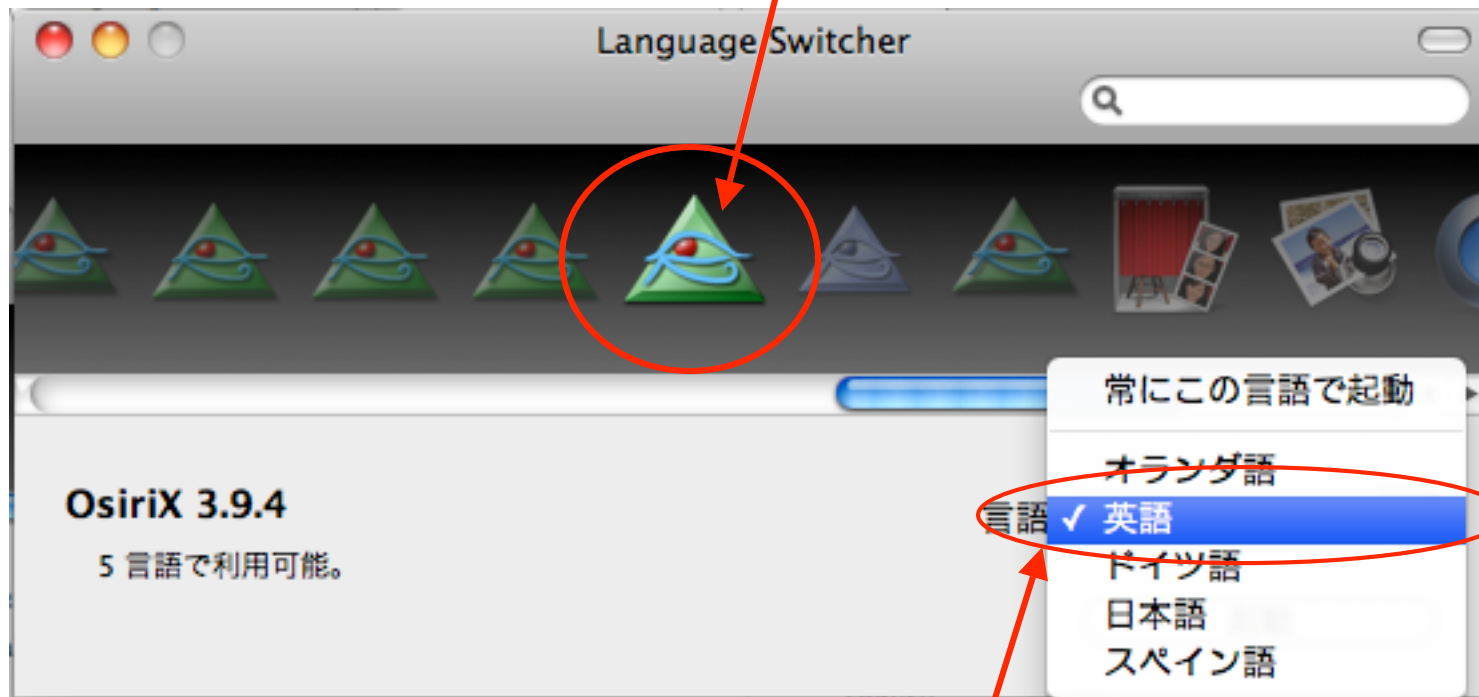 Language Switcher
常にこの言語で起動
オランダ語
OsiriX 3.9.4
言語 ✓ 英語
5 言語で利用可能。
ドイツ語
日本語
スペイン語